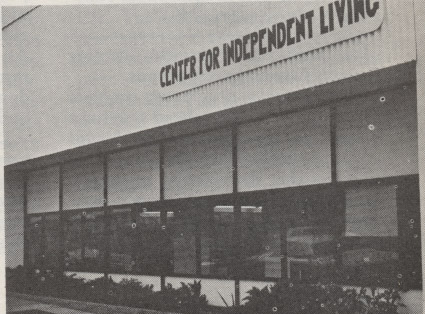 CENTER FOR INDEPENDENT LIVING